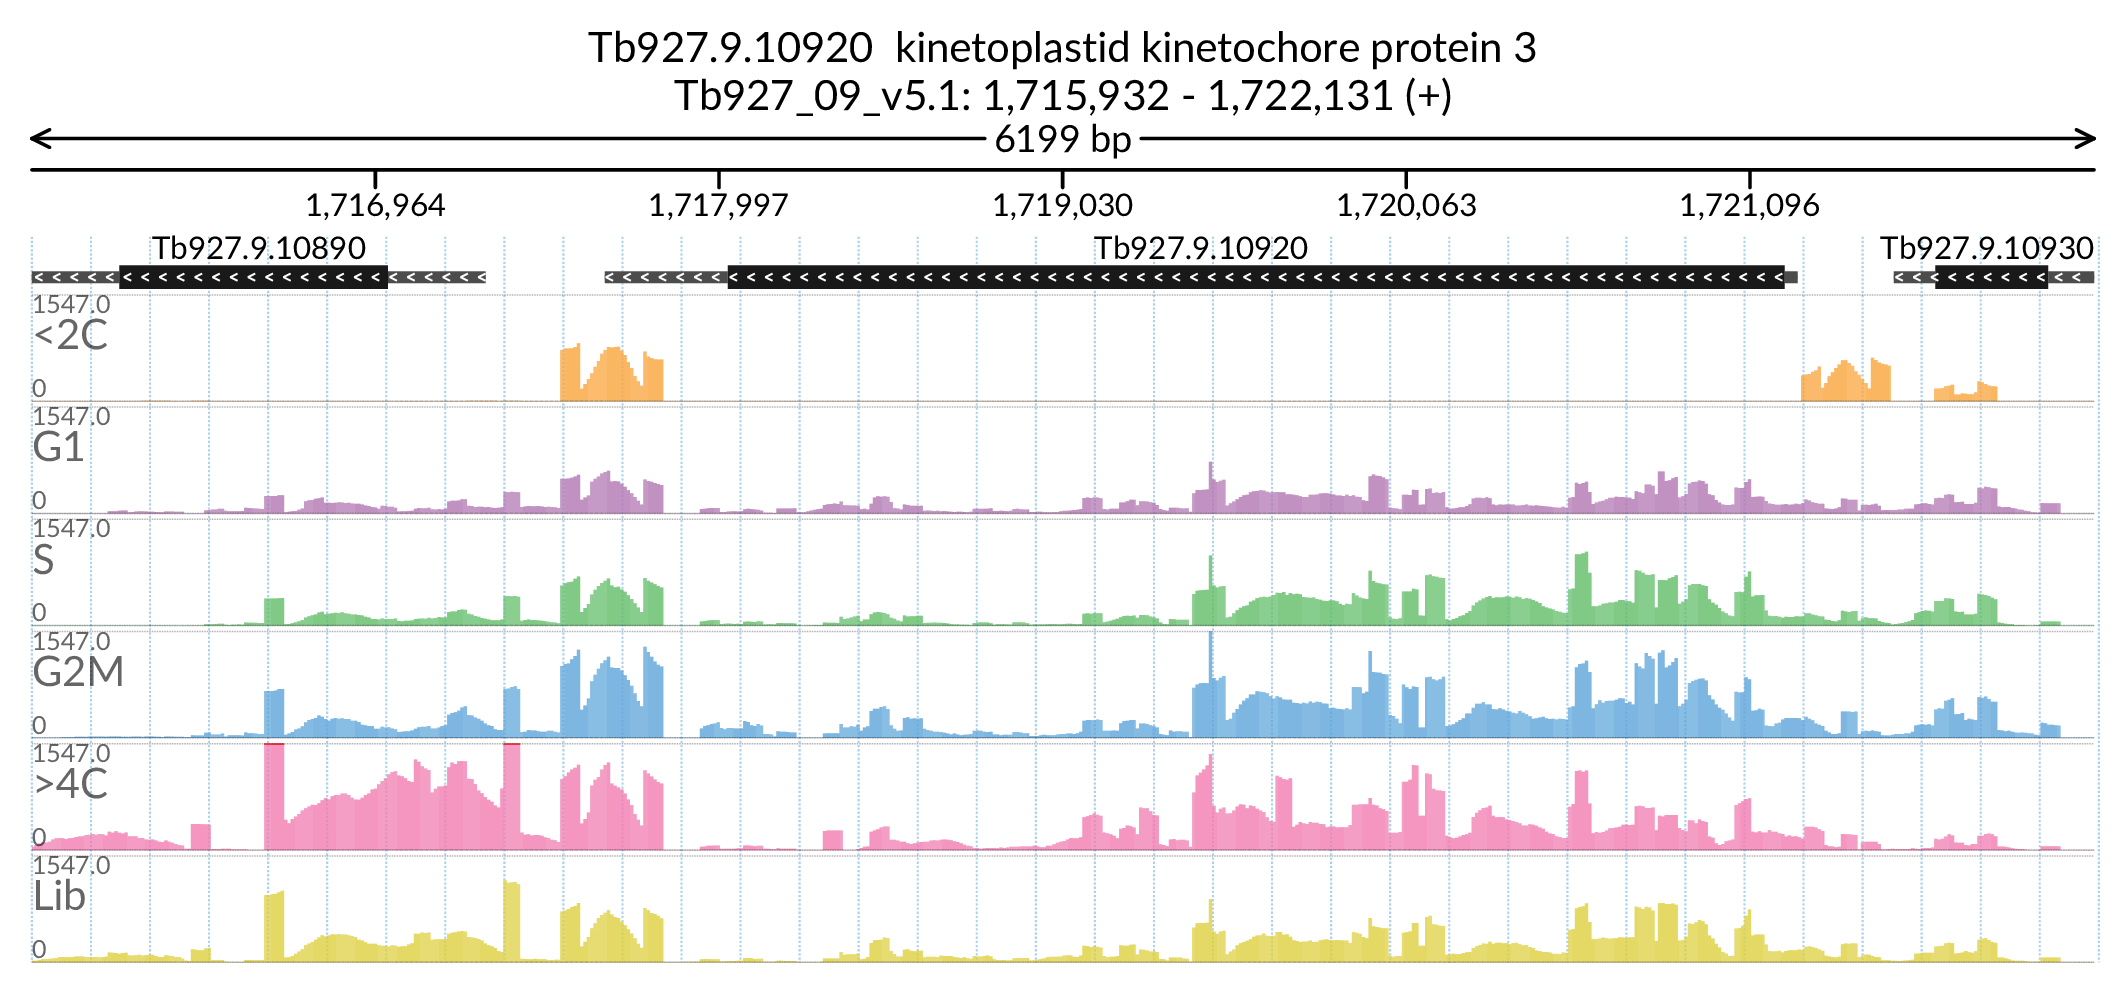 Tb927.9.10920 kinetoplastid kinetochore protein 3
Tb927_09_v5.1: 1,715,932 - 1,722,131 (+)
6199 bp
1,716,964 1,717,997 1,719,030 1,720,063 1,721,096
Tb927.9.10890 Tb927.9.10920 Tb927.9.10930
1547.0
<2C
0
1547.0
G1
0
1547.0
S
0
1547.0
G2M
0
1547.0
>4C
0
1547.0
Lib
0